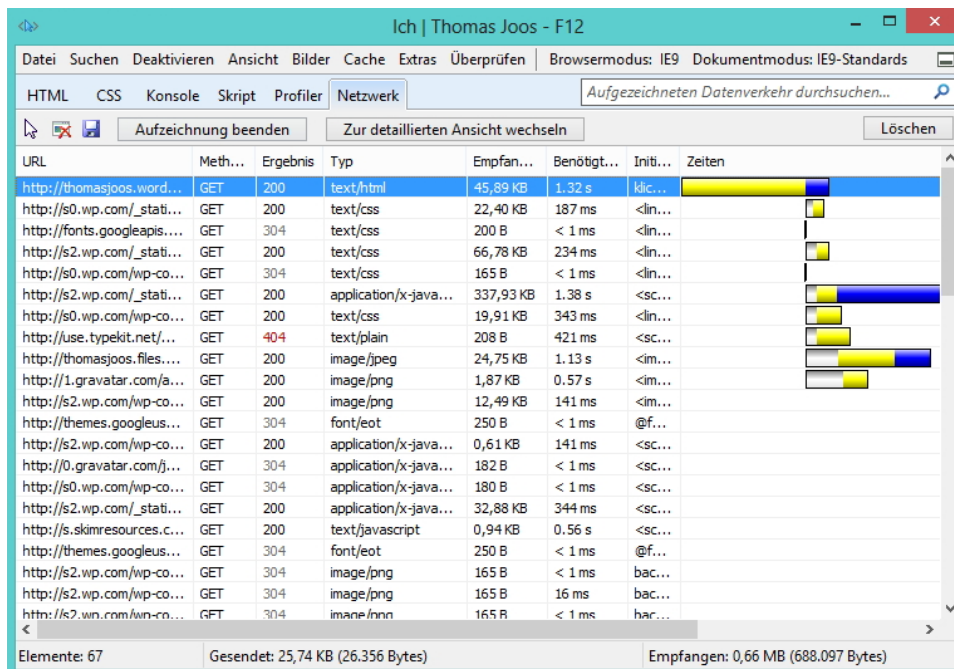 Ich | Thomas Joos - F12
Datei Suchen Deaktivieren Ansicht Bilder Cache Extras Überprüfen Browsermodus: IE9 Dokumentmodus: IE9-Standards
HTML CSS Konsole Skript Profiler Netzwerk Aufgezeichneten Datenverkehr durchsuchen...
Aufzeichnung beenden Zur detaillierten Ansicht wechseln Löschen
URL Meth... Ergebnis Typ Empfan... Benötigt... Initi... Zeiten
http://thomasjoos.word... GET 200 text/html 45,89 KB 1.32 s klic...
http://s0.wp.com/_stati... GET 200 text/css 22,40 KB 187 ms <lin...
http://fonts.googleapis.... GET 304 text/css 200 B < 1 ms <lin...
http://s2.wp.com/_stati... GET 200 text/css 66,78 KB 234 ms <lin...
http://s0.wp.com/wp-co... GET 304 text/css 165 B < 1 ms <lin...
http://s2.wp.com/_stati... GET 200 application/x-java... 337,93 KB 1.38 s <sc...
http://s0.wp.com/wp-co... GET 200 text/css 19,91 KB 343 ms <lin...
http://use.typekit.net/... GET 404 text/plain 208 B 421 ms <sc...
http://thomasjoos.files.... GET 200 image/jpeg 24,75 KB 1.13 s <im...
http://1.gravatar.com/a... GET 200 image/png 1,87 KB 0.57 s <im...
http://s2.wp.com/wp-co... GET 200 image/png 12,49 KB 141 ms <im...
http://themes.googleus... GET 304 font/eot 250 B < 1 ms @f...
http://s2.wp.com/wp-co... GET 200 application/x-java... 0,61 KB 141 ms <sc...
http://0.gravatar.com/j... GET 304 application/x-java... 182 B < 1 ms <sc...
http://s0.wp.com/wp-co... GET 304 application/x-java... 180 B < 1 ms <sc...
http://s2.wp.com/_stati... GET 200 application/x-java... 32,88 KB 344 ms <sc...
http://s.skimresources.c... GET 200 text/javascript 0,94 KB 0.56 s <sc...
http://themes.googleus... GET 304 font/eot 250 B < 1 ms @f...
http://s2.wp.com/wp-co... GET 304 image/png 165 B < 1 ms bac...
http://s2.wp.com/wp-co... GET 304 image/png 165 B 16 ms bac...
http://s2.wp.com/wp-co... GET 304 image/png 165 B < 1 ms bac...
Elemente: 67 Gesendet: 25,74 KB (26.356 Bytes) Empfangen: 0,66 MB (688.097 Bytes)